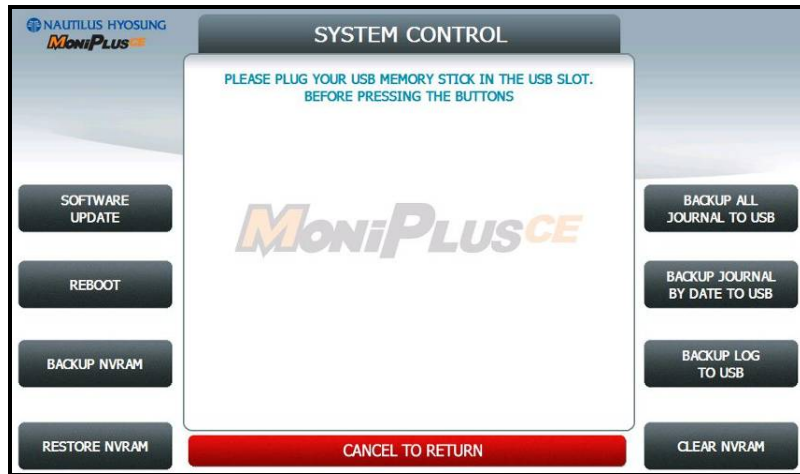 NAUTILUS HYOSUNG
MONiPLUSCE
SYSTEM CONTROL
PLEASE PLUG YOUR USB MEMORY STICK IN THE USB SLOT.
BEFORE PRESSING THE BUTTONS
MONiPLUSCE
SOFTWARE
UPDATE
REBOOT
BACKUP NVRAM
RESTORE NVRAM
BACKUP ALL
JOURNAL TO USB
BACKUP JOURNAL
BY DATE TO USB
BACKUP LOG
TO USB
CLEAR NVRAM
CANCEL TO RETURN